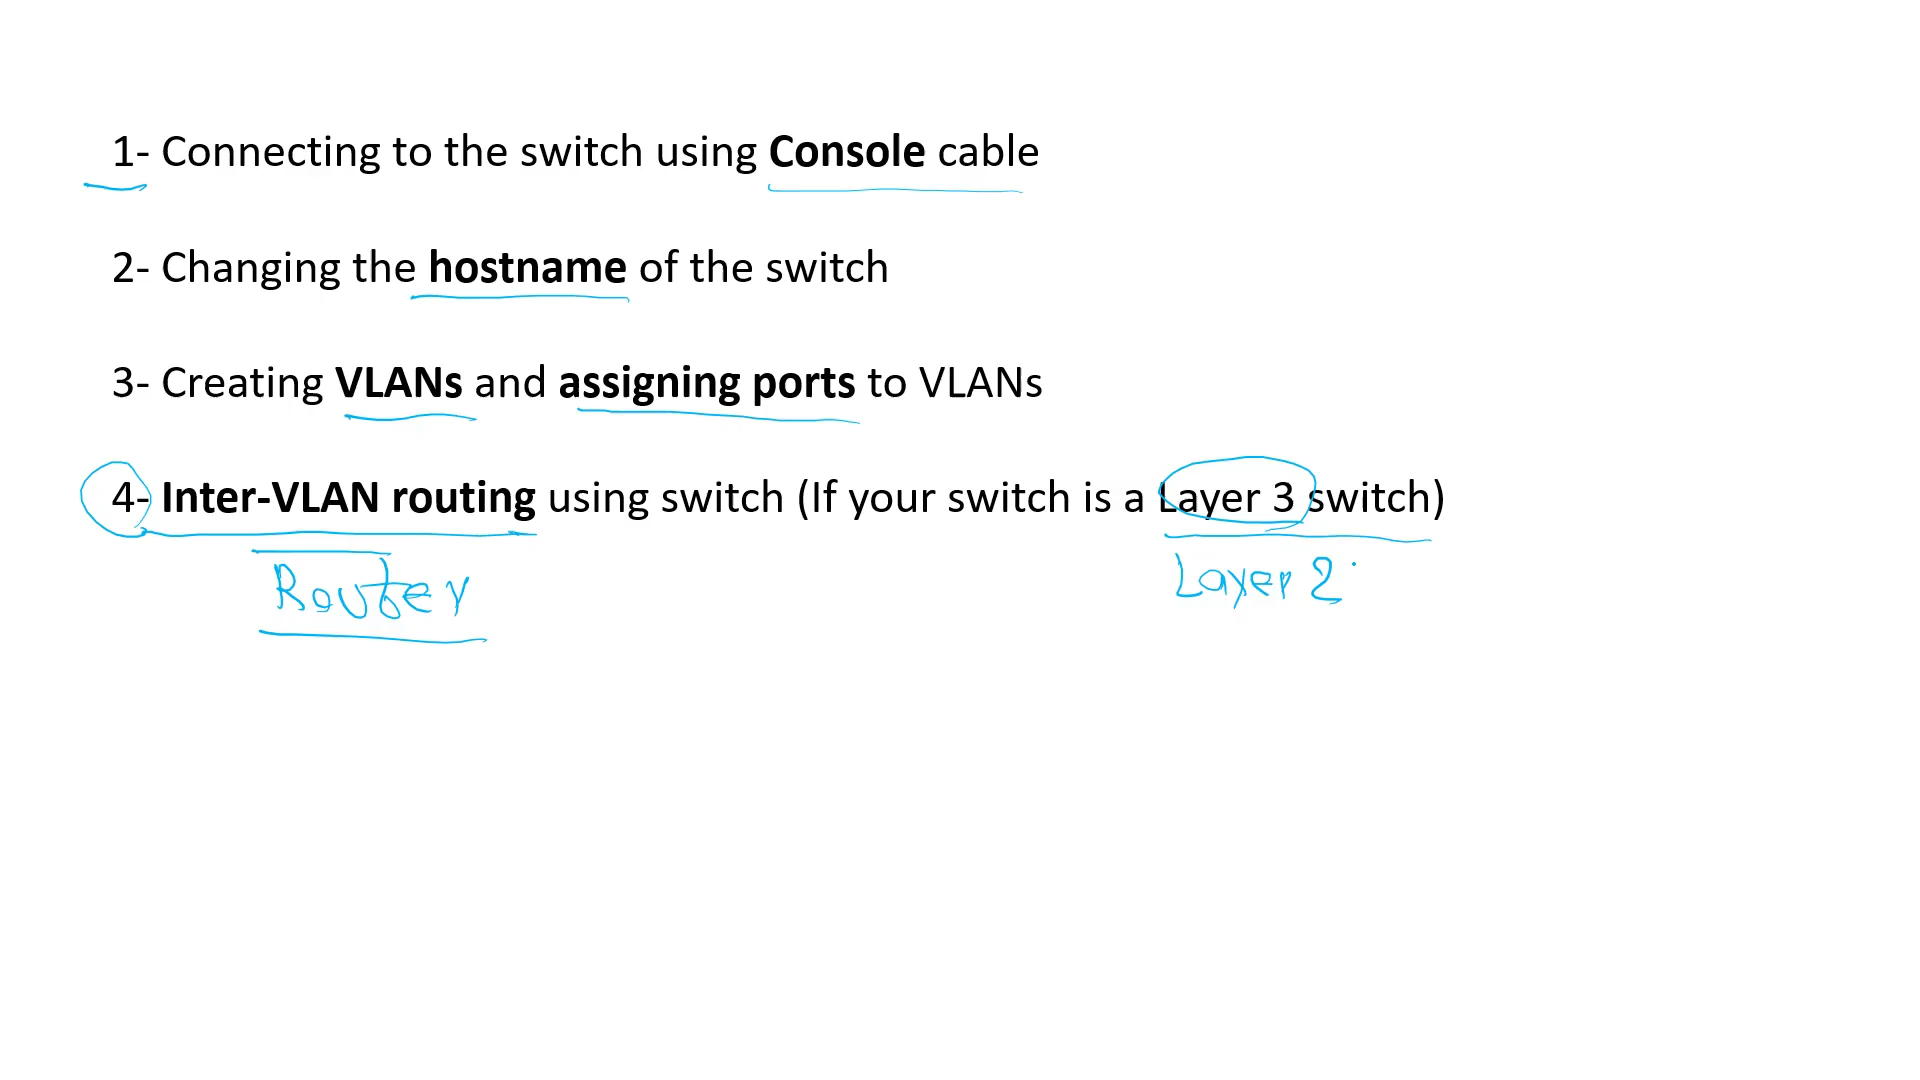 1- Connecting to the switch using Console cable
2- Changing the hostname of the switch
3- Creating VLANs and assigning ports to VLANs
4- Inter-VLAN routing using switch (If your switch is a Layer 3 switch)
Router
Layer 2